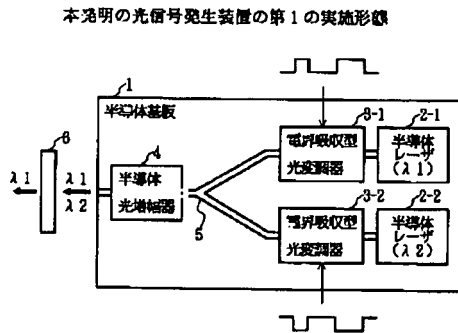 本発明の光信号発生装置の第1の実施形態
1
半導体基板
3-1
2-1
電界吸収型
光変調器
半導体
レーザ
(λ1)
6
4
λ1
λ1
λ2
半導体
光増幅器
5
3-2
2-2
電界吸収型
光変調器
半導体
レーザ
(λ2)